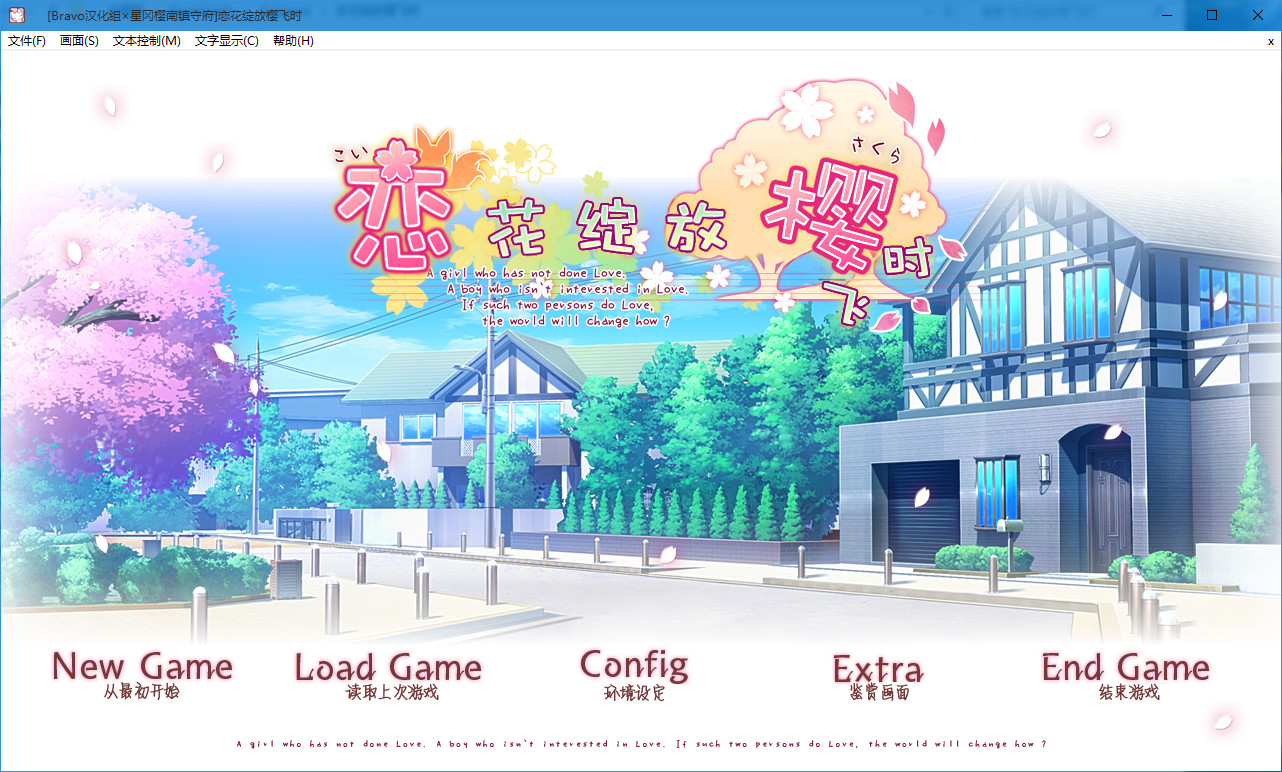 [Bravo汉化组×星冈樱南镇守府]恋花绽放樱飞时
文件(F) 画面(S) 文本控制(M) 文字显示(C) 帮助(H) x
こい
さくら
恋花绽放樱飞时
A girl who has not done Love.
A boy who isn't interested in Love.
If such two persons do Love,
the world will change how ?
New Game Load Game Config Extra End Game
从最初开始 读取上次游戏 环境设定 鉴赏画面 结束游戏
A girl who has not done Love. A boy who isn't interested in Love. If such two persons do Love, the world will change how ?